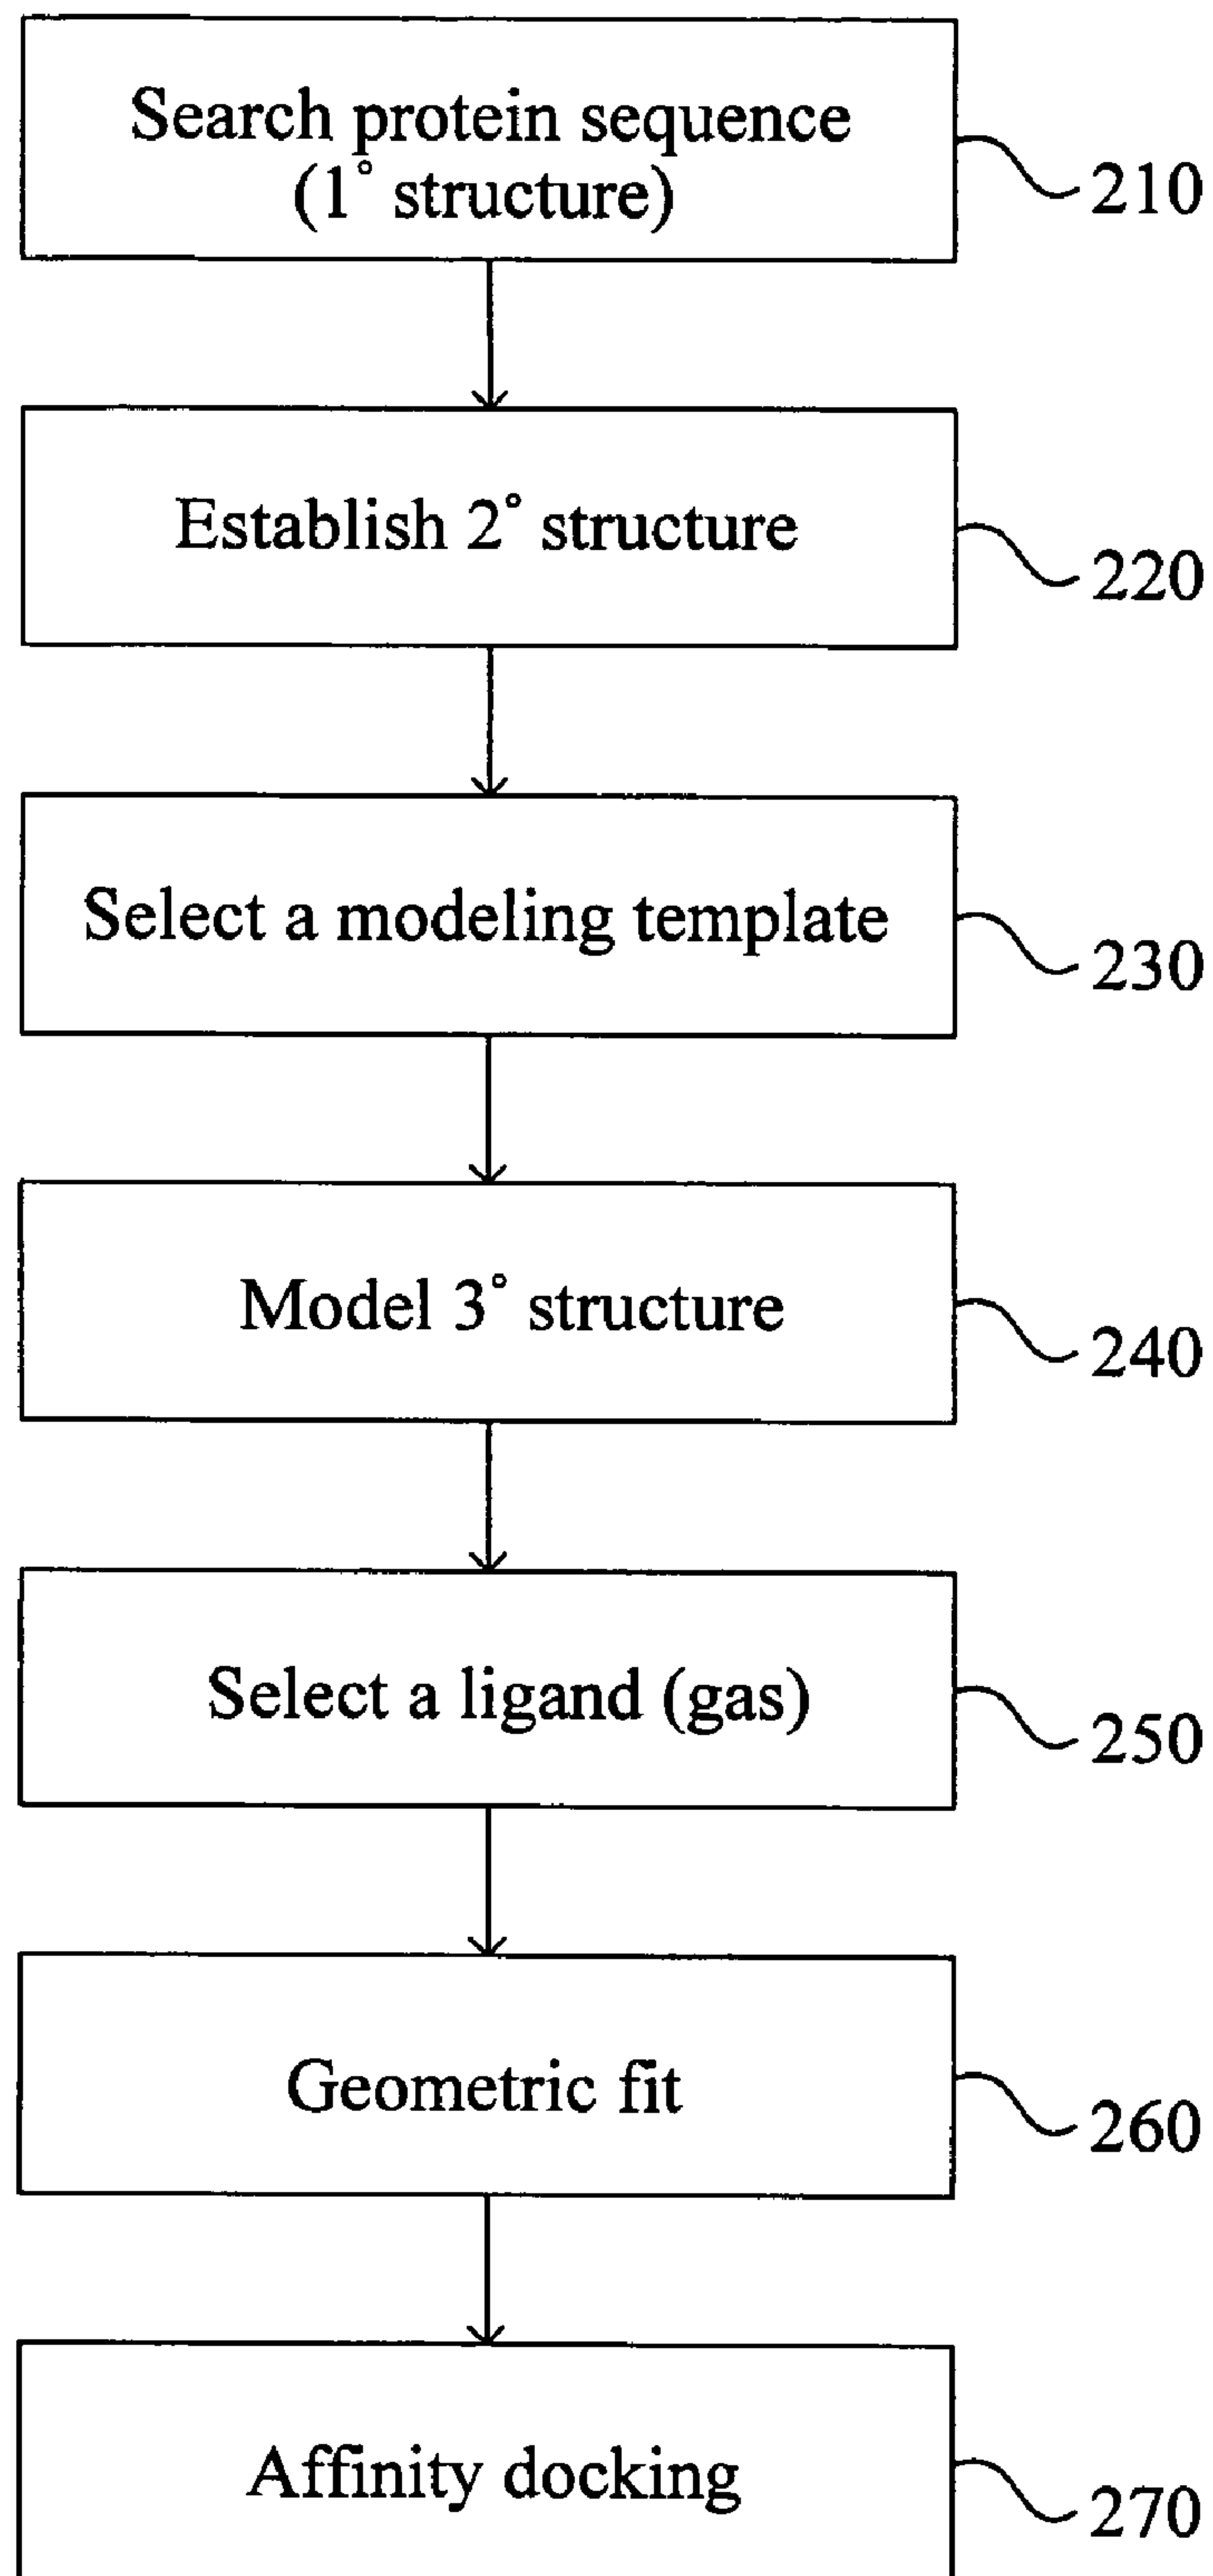 Search protein sequence
(1° structure)
210
Establish 2° structure
220
Select a modeling template
230
Model 3° structure
240
Select a ligand (gas)
250
Geometric fit
260
Affinity docking
270